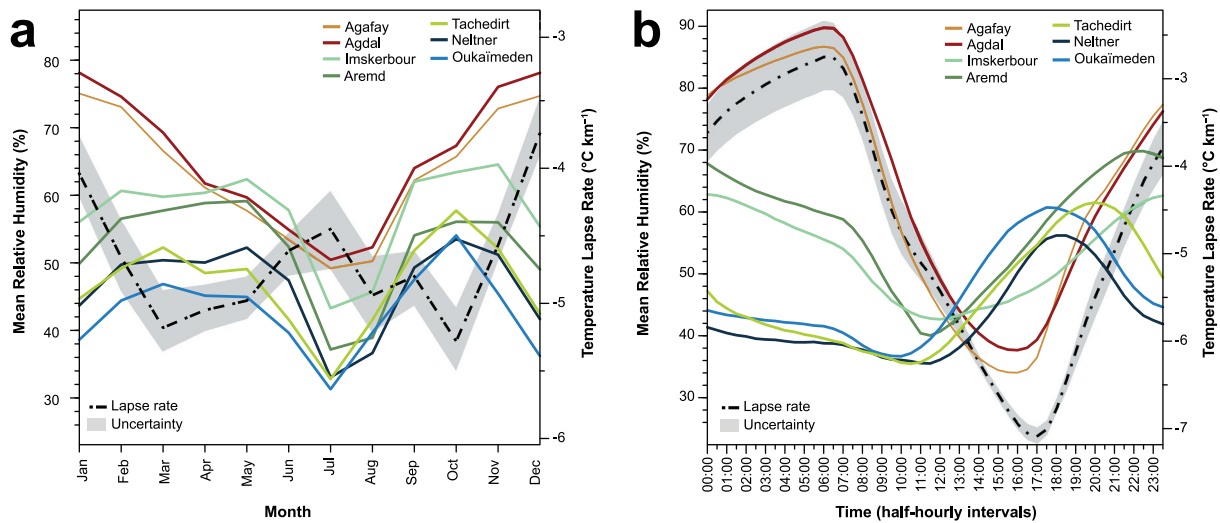 a
Agafay
Agdal
Imskerbour
Aremd
Tachedirt
Neltner
Oukaïmeden
Mean Relative Humidity (%)
80
70
60
50
40
30
Temperature Lapse Rate (°C km⁻¹)
-3
-4
-5
-6
Lapse rate
Uncertainty
Jan
Feb
Mar
Apr
May
Jun
Jul
Aug
Sep
Oct
Nov
Dec
Month
b
Agafay
Agdal
Imskerbour
Aremd
Tachedirt
Neltner
Oukaïmeden
Mean Relative Humidity (%)
90
80
70
60
50
40
30
Temperature Lapse Rate (°C km⁻¹)
-3
-4
-5
-6
-7
Lapse rate
Uncertainty
00:00
01:00
02:00
03:00
04:00
05:00
06:00
07:00
08:00
09:00
10:00
11:00
12:00
13:00
14:00
15:00
16:00
17:00
18:00
19:00
20:00
21:00
22:00
23:00
Time (half-hourly intervals)